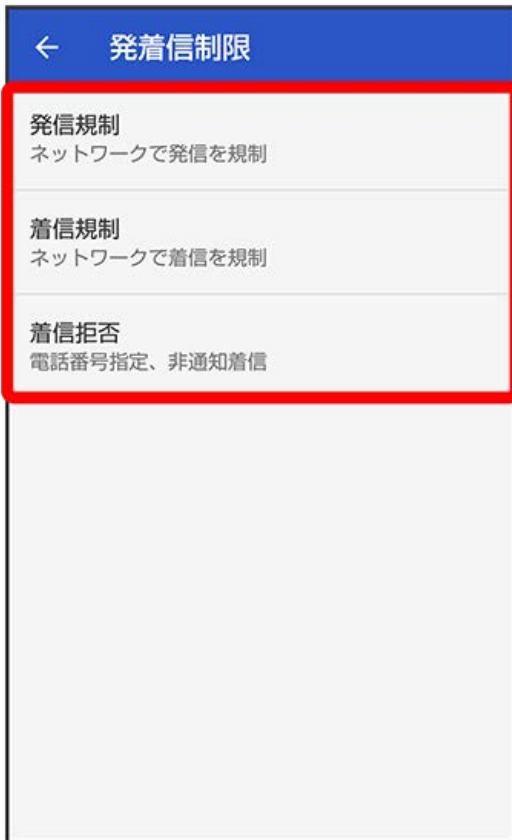 発着信制限
発信規制
ネットワークで発信を規制
着信規制
ネットワークで着信を規制
着信拒否
電話番号指定、非通知着信